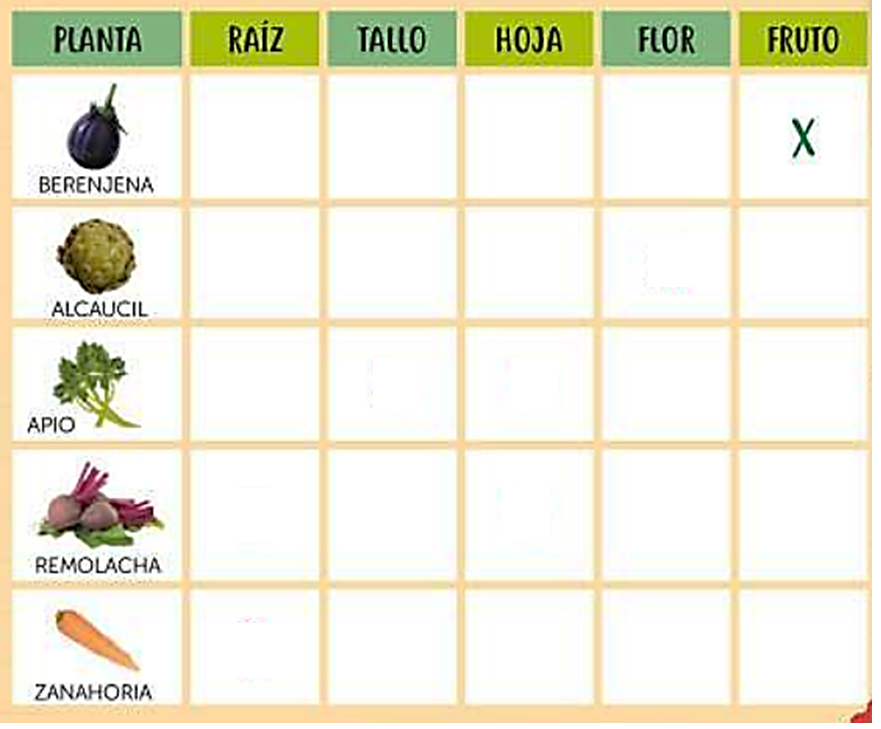 PLANTA RAÍZ TALLO HOJA FLOR FRUTO
BERENJENA X
ALCAUCIL
APIO
REMOLACHA
ZANAHORIA